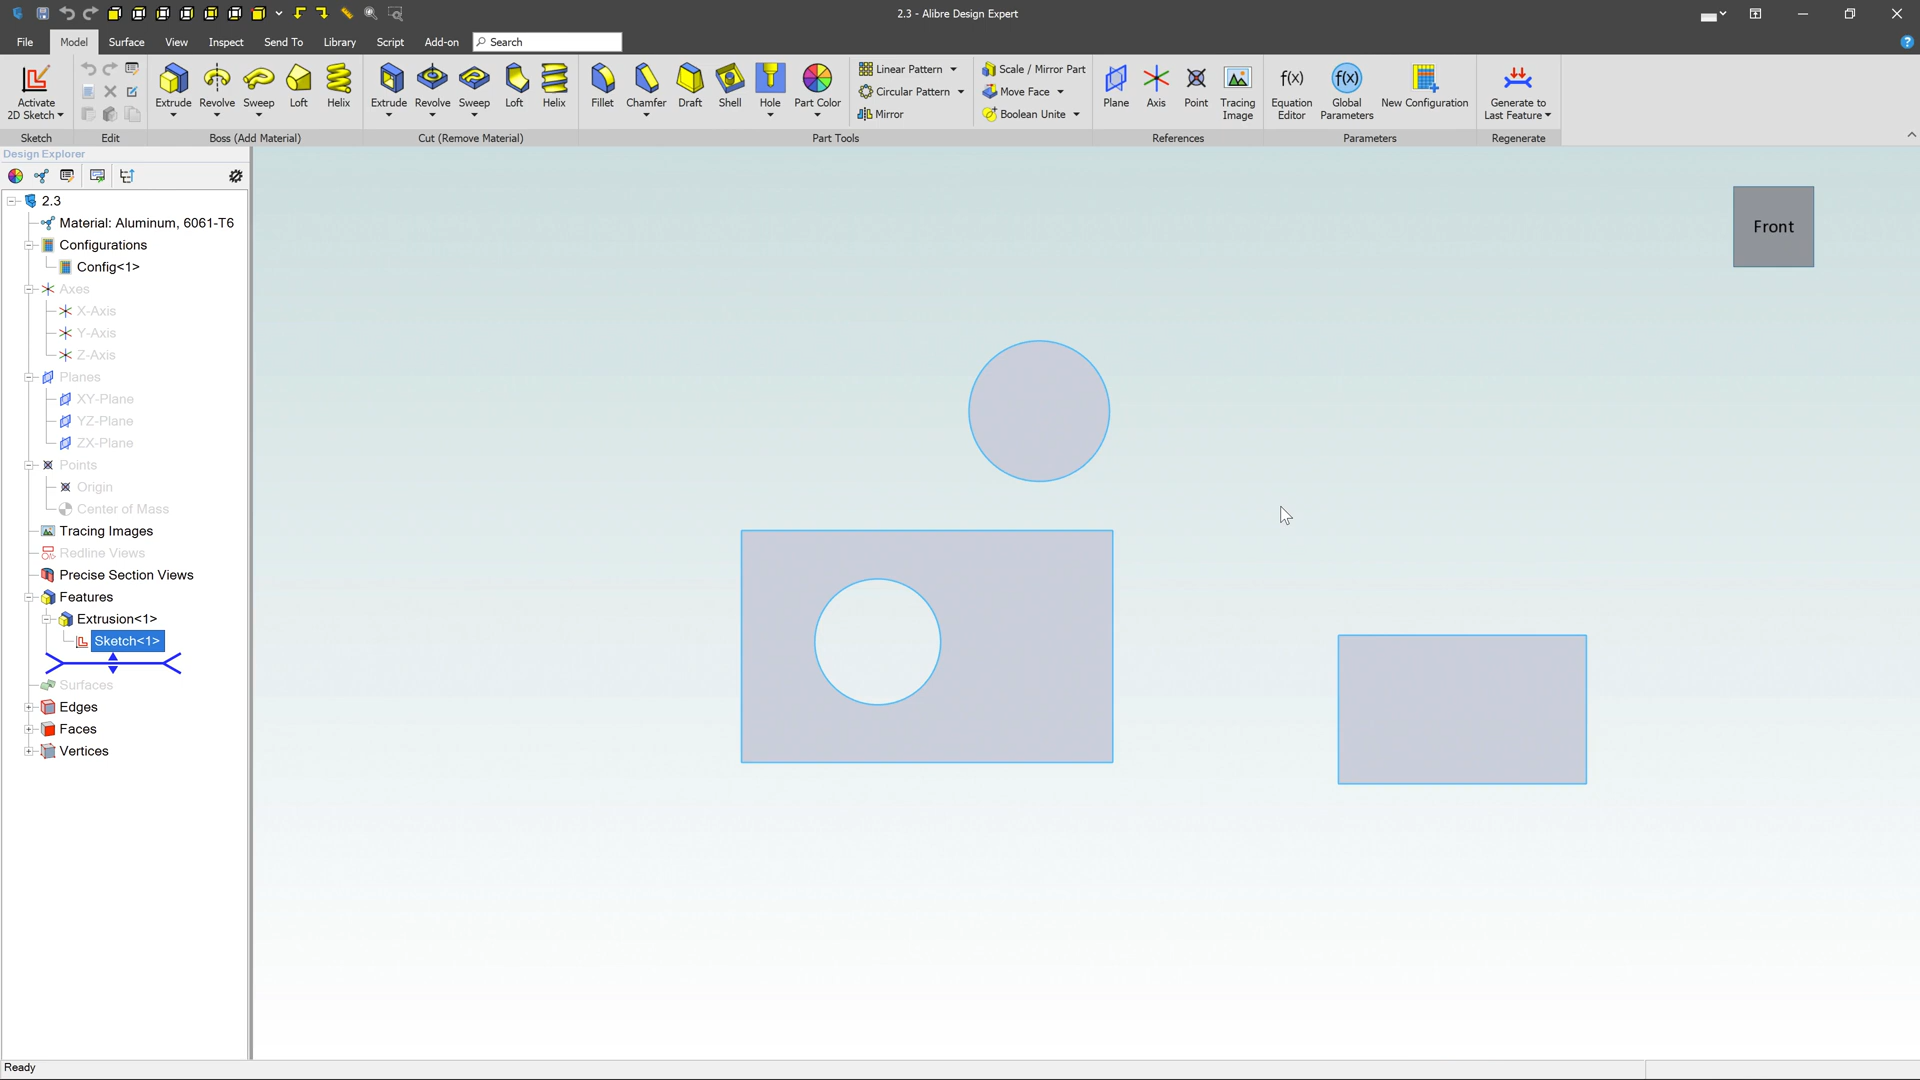 2.3 - Alibre Design Expert
File
Model
Surface
View
Inspect
Send To
Library
Script
Add-on
Search
Activate
2D Sketch
Extrude
Revolve
Sweep
Loft
Helix
Extrude
Revolve
Sweep
Loft
Helix
Fillet
Chamfer
Draft
Shell
Hole
Part Color
Linear Pattern
Circular Pattern
Mirror
Scale / Mirror Part
Move Face
Boolean Unite
Plane
Axis
Point
Tracing
Image
f(x)
Equation
Editor
f(x)
Global
Parameters
New Configuration
Generate to
Last Feature
Sketch
Edit
Boss (Add Material)
Cut (Remove Material)
Part Tools
References
Parameters
Regenerate
Design Explorer
2.3
Material: Aluminum, 6061-T6
Configurations
Config<1>
Axes
X-Axis
Y-Axis
Z-Axis
Planes
XY-Plane
YZ-Plane
ZX-Plane
Points
Origin
Center of Mass
Tracing Images
Redline Views
Precise Section Views
Features
Extrusion<1>
Sketch<1>
Surfaces
Edges
Faces
Vertices
Front
Ready